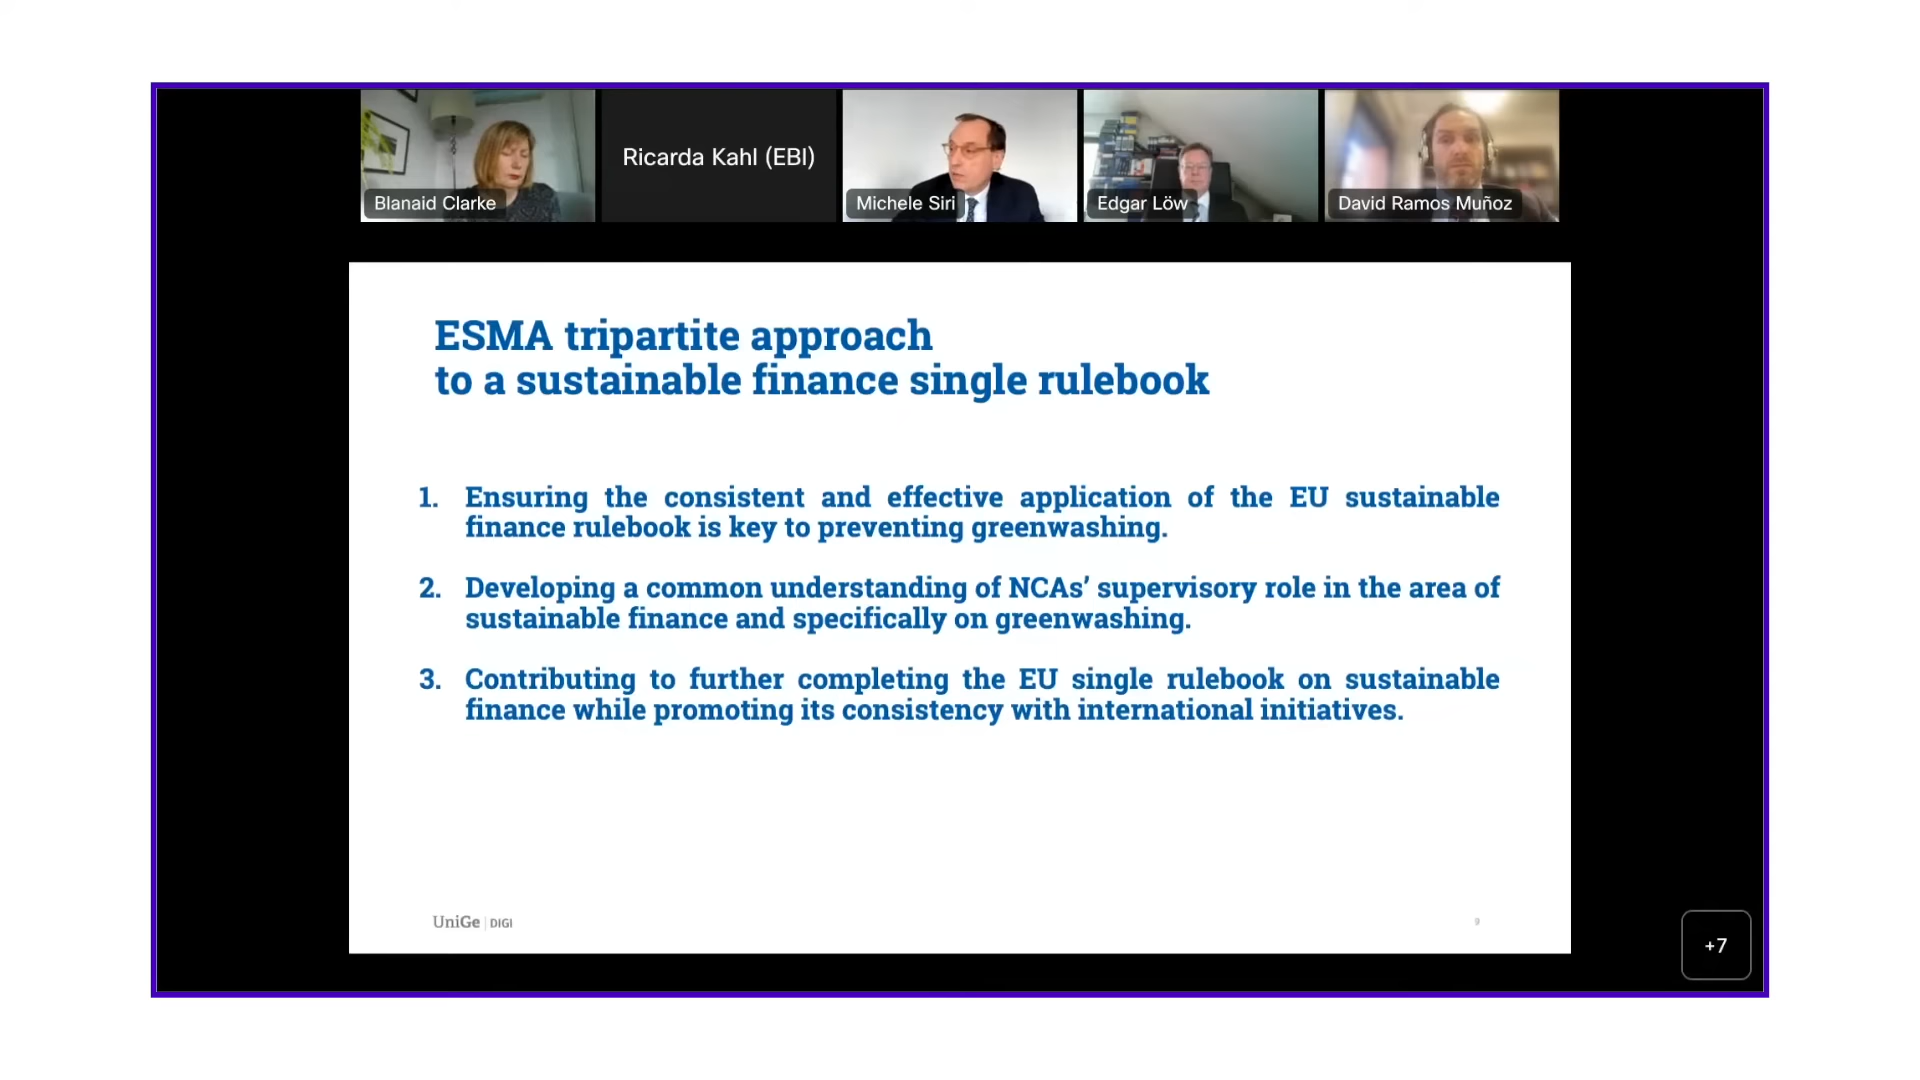 Blanaid Clarke
Ricarda Kahl (EBI)
Michele Siri
Edgar Löw
David Ramos Muñoz
ESMA tripartite approach
to a sustainable finance single rulebook
1. Ensuring the consistent and effective application of the EU sustainable
finance rulebook is key to preventing greenwashing.
2. Developing a common understanding of NCAs’ supervisory role in the area of
sustainable finance and specifically on greenwashing.
3. Contributing to further completing the EU single rulebook on sustainable
finance while promoting its consistency with international initiatives.
UniGe | DIGI
9
+7